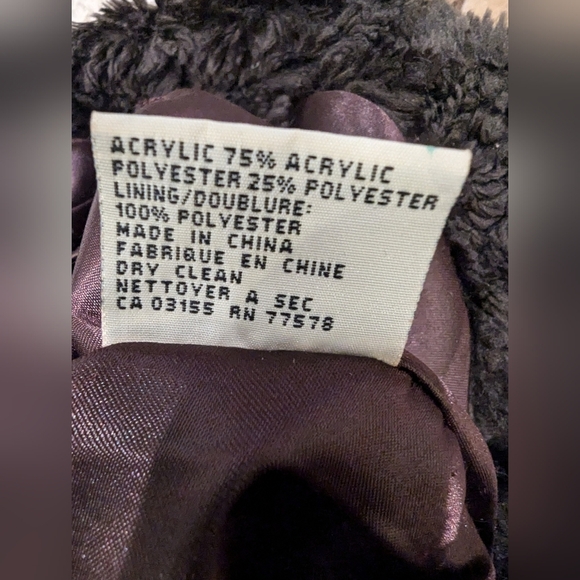 ACRYLIC 75% ACRYLIC
POLYESTER 25% POLYESTER
LINING/DOUBLURE:
100% POLYESTER
MADE IN CHINA
FABRIQUE EN CHINE
DRY CLEAN
NETTOYER A SEC
CA 03155 RN 77578